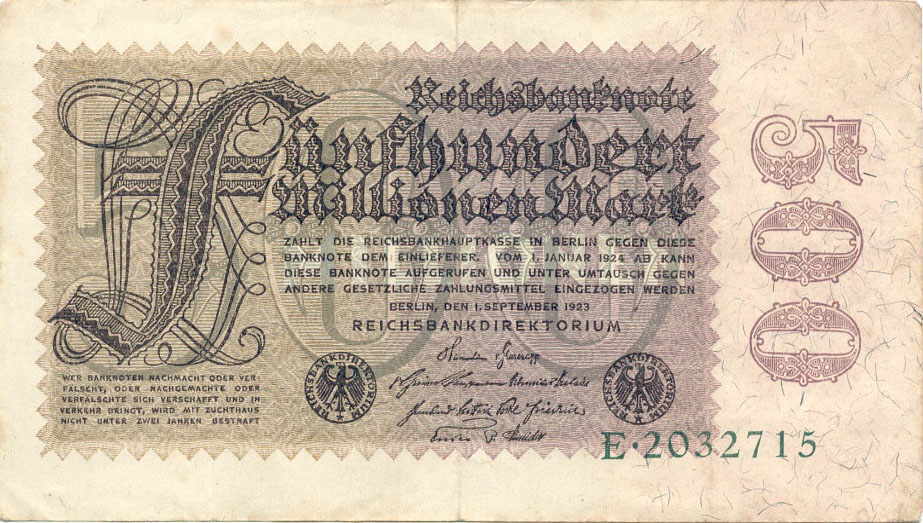 Reichsbanknote
Fünfhundert
Millionen Mark
ZAHLT DIE REICHSBANKHAUPTKASSE IN BERLIN GEGEN DIESE
BANKNOTE DEM EINLIEFERER. VOM 1. JANUAR 1924 AB KANN
DIESE BANKNOTE AUFGERUFEN UND UNTER UMTAUSCH GEGEN
ANDERE GESETZLICHE ZAHLUNGSMITTEL EINGEZOGEN WERDEN
BERLIN, DEN 1. SEPTEMBER 1923
REICHSBANKDIREKTORIUM
WER BANKNOTEN NACHMACHT ODER VER-
FÄLSCHT, ODER NACHGEMACHTE ODER
VERFÄLSCHTE SICH VERSCHAFFT UND IN
VERKEHR BRINGT, WIRD MIT ZUCHTHAUS
NICHT UNTER ZWEI JAHREN BESTRAFT
REICHSBANKDIREKTORIUM
REICHSBANKDIREKTORIUM
500
E·2032715